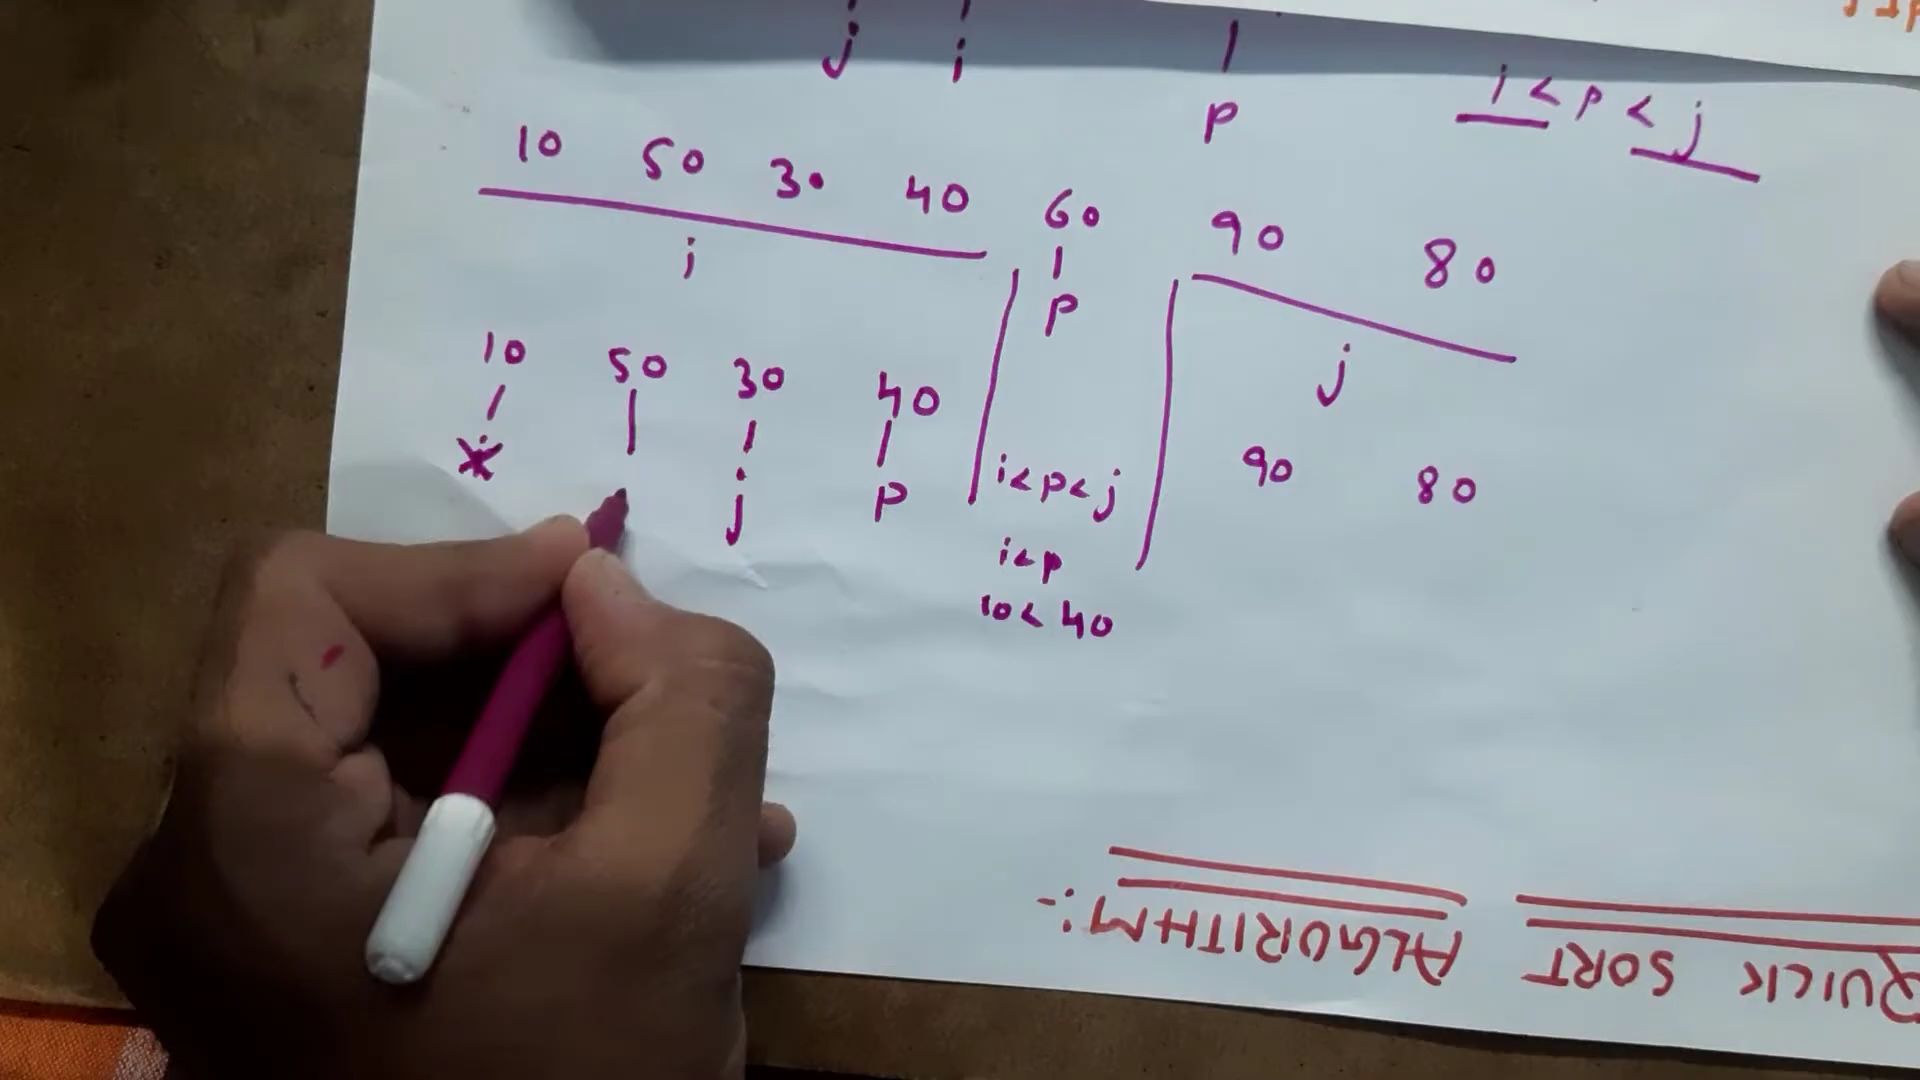 j i p
i < p < j
10 50 30 40 60 90 80
i p j
10 50 30 40
j p
i<p<j
i<p
10< 40
90 80
QUICK SORT ALGORITHM:-